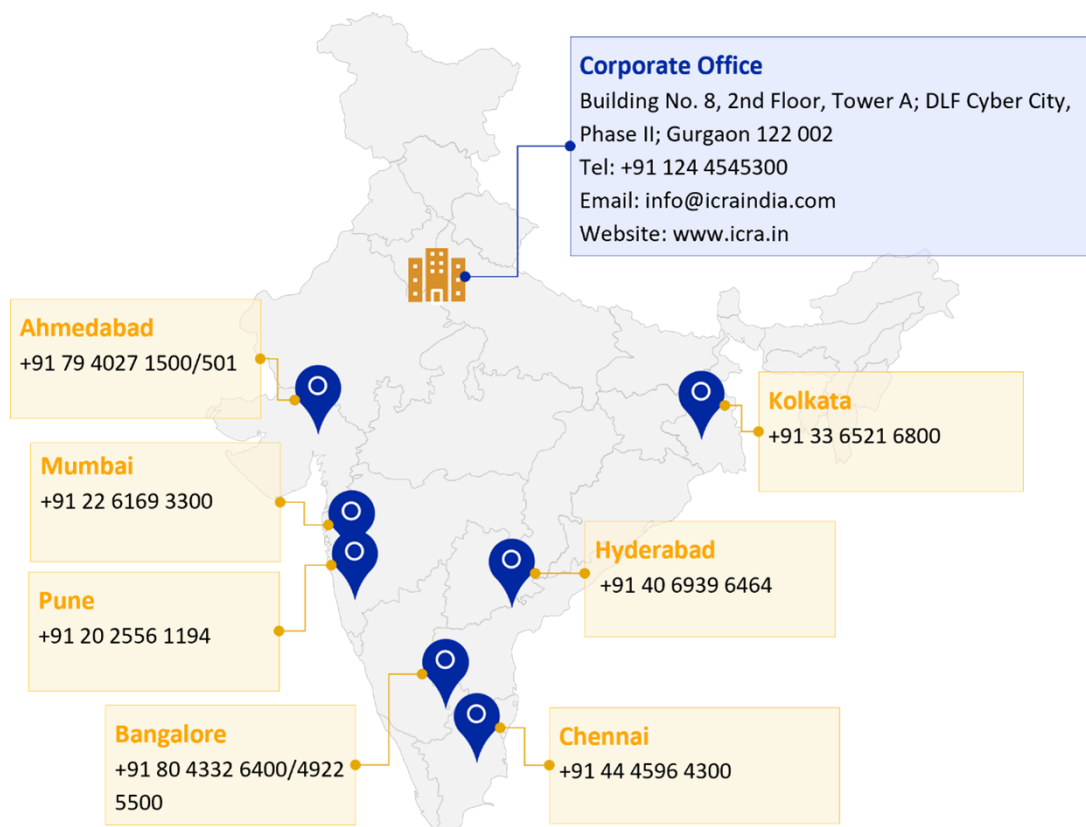 Corporate Office
Building No. 8, 2nd Floor, Tower A; DLF Cyber City,
Phase II; Gurgaon 122 002
Tel: +91 124 4545300
Email: info@icraindia.com
Website: www.icra.in
Ahmedabad
+91 79 4027 1500/501
Kolkata
+91 33 6521 6800
Mumbai
+91 22 6169 3300
Hyderabad
+91 40 6939 6464
Pune
+91 20 2556 1194
Bangalore
+91 80 4332 6400/4922
5500
Chennai
+91 44 4596 4300